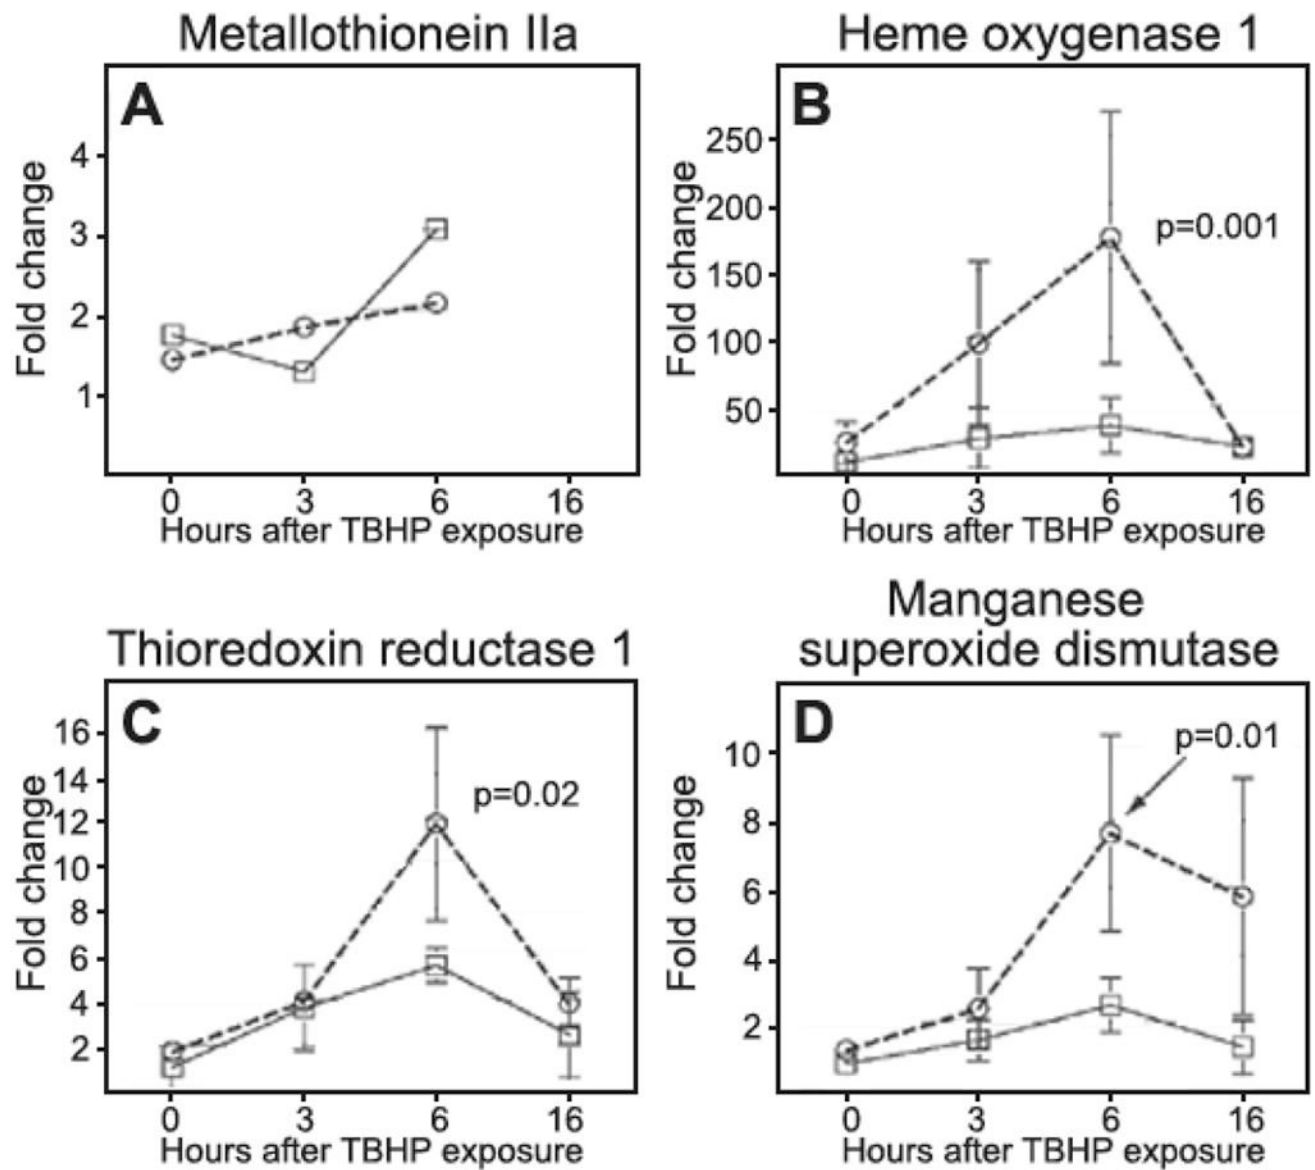 Metallothionein IIa
A
Fold change
4
3
2
1
0 3 6 16
Hours after TBHP exposure
Heme oxygenase 1
B
Fold change
250
200
150
100
50
p=0.001
0 3 6 16
Hours after TBHP exposure
Thioredoxin reductase 1
C
Fold change
16
14
12
10
8
6
4
2
p=0.02
0 3 6 16
Hours after TBHP exposure
Manganese
superoxide dismutase
D
Fold change
10
8
6
4
2
p=0.01
0 3 6 16
Hours after TBHP exposure